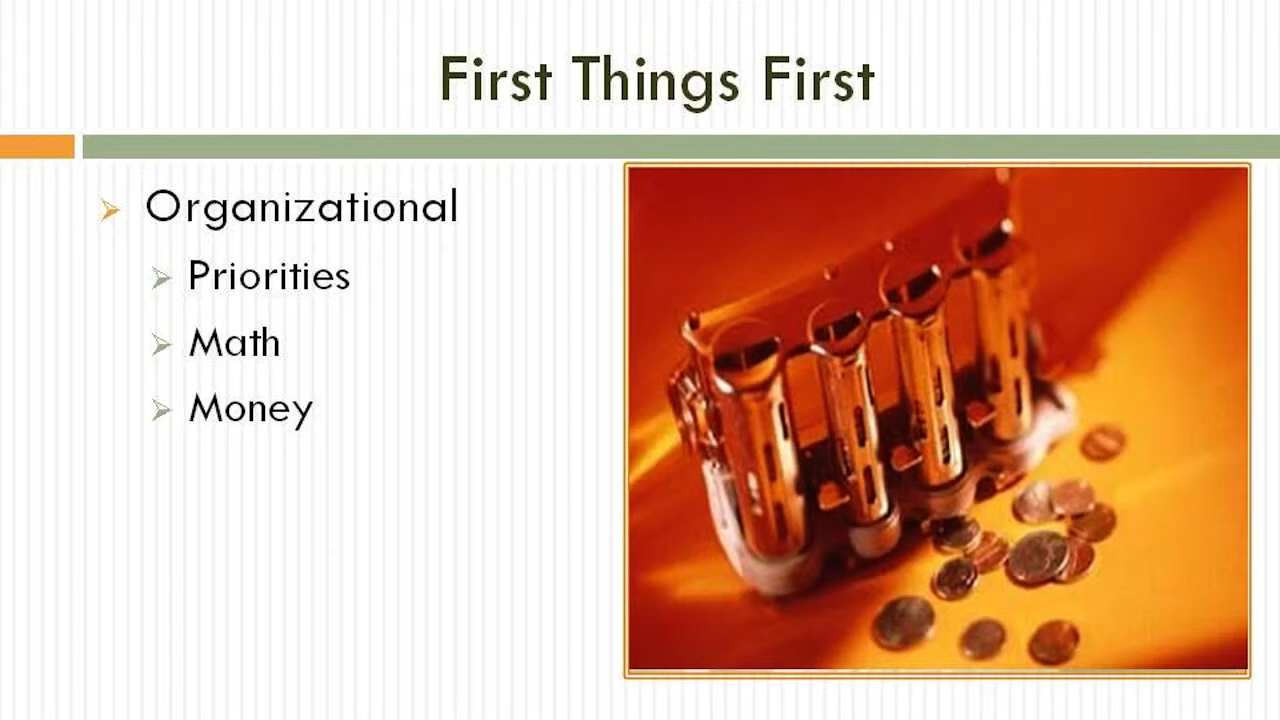 First Things First
Organizational
Priorities
Math
Money